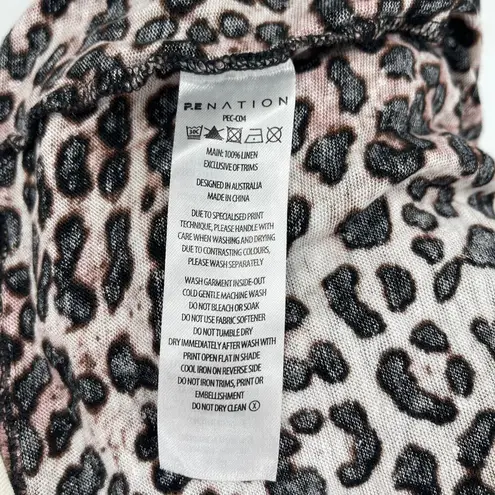 P.E NATION
PEC-C04
MAIN: 100% LINEN
EXCLUSIVE OF TRIMS
DESIGNED IN AUSTRALIA
MADE IN CHINA
DUE TO SPECIALISED PRINT
TECHNIQUE, PLEASE HANDLE WITH
CARE WHEN WASHING AND DRYING
DUE TO CONTRASTING COLOURS,
PLEASE WASH SEPARATELY
WASH GARMENT INSIDE-OUT
COLD GENTLE MACHINE WASH
DO NOT BLEACH OR SOAK
DO NOT USE FABRIC SOFTENER
DO NOT TUMBLE DRY
DRY IMMEDIATELY AFTER WASH WITH
PRINT OPEN FLAT IN SHADE
COOL IRON ON REVERSE SIDE
DO NOT IRON TRIMS, PRINT OR
EMBELLISHMENT
DO NOT DRY CLEAN Ⓧ